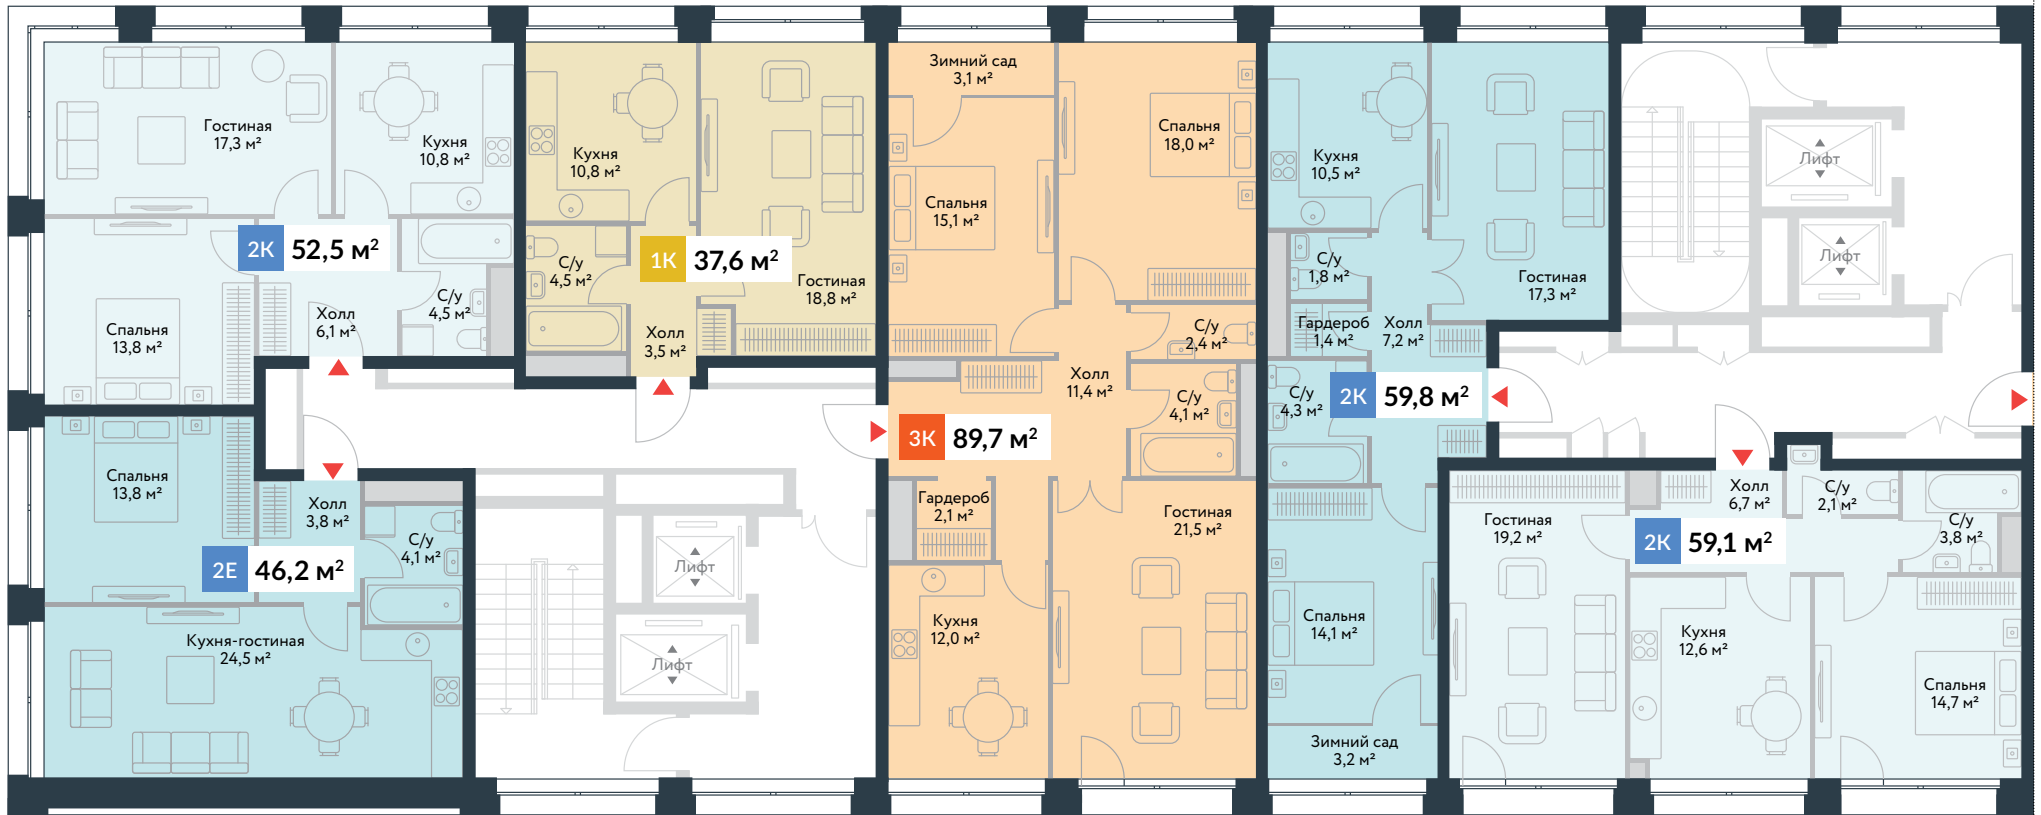 Гостиная
17,3 м²
Кухня
10,8 м²
2К 52,5 м²
Спальня
13,8 м²
Холл
6,1 м²
С/у
4,5 м²
Кухня
10,8 м²
С/у
4,5 м²
1К 37,6 м²
Гостиная
18,8 м²
Холл
3,5 м²
Зимний сад
3,1 м²
Спальня
18,0 м²
Спальня
15,1 м²
С/у
2,4 м²
Холл
11,4 м²
С/у
4,1 м²
3К 89,7 м²
Гардероб
2,1 м²
Гостиная
21,5 м²
Кухня
12,0 м²
Кухня
10,5 м²
С/у
1,8 м²
Гостиная
17,3 м²
Гардероб
1,4 м²
Холл
7,2 м²
С/у
4,3 м²
2К 59,8 м²
Спальня
14,1 м²
Зимний сад
3,2 м²
Лифт
Лифт
Спальня
13,8 м²
Холл
3,8 м²
С/у
4,1 м²
2Е 46,2 м²
Кухня-гостиная
24,5 м²
Лифт
Лифт
Гостиная
19,2 м²
Холл
6,7 м²
С/у
2,1 м²
С/у
3,8 м²
2К 59,1 м²
Кухня
12,6 м²
Спальня
14,7 м²